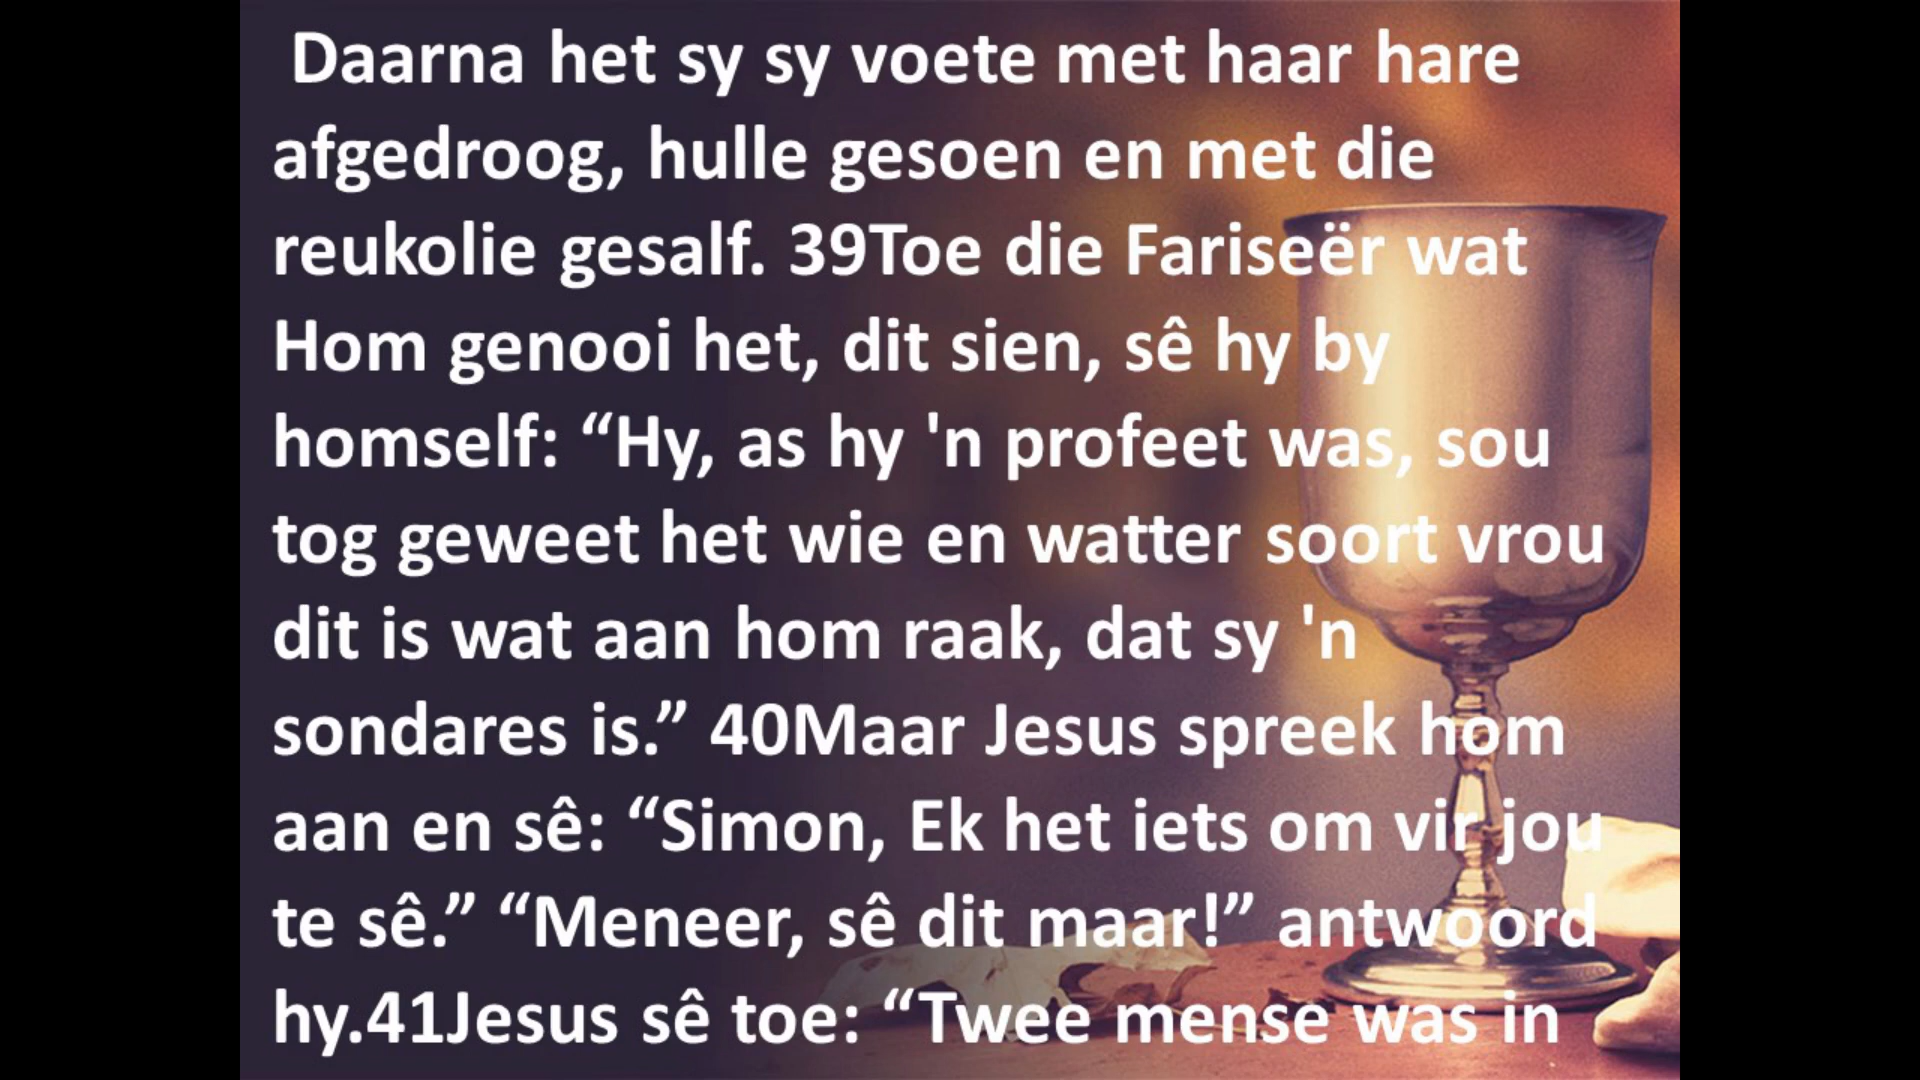 Daarna het sy sy voete met haar hare
afgedroog, hulle gesoen en met die
reukolie gesalf. 39Toe die Fariseër wat
Hom genooi het, dit sien, sê hy by
homself: “Hy, as hy 'n profeet was, sou
tog geweet het wie en watter soort vrou
dit is wat aan hom raak, dat sy 'n
sondares is.” 40Maar Jesus spreek hom
aan en sê: “Simon, Ek het iets om vir jou
te sê.” “Meneer, sê dit maar!” antwoord
hy.41Jesus sê toe: “Twee mense was in